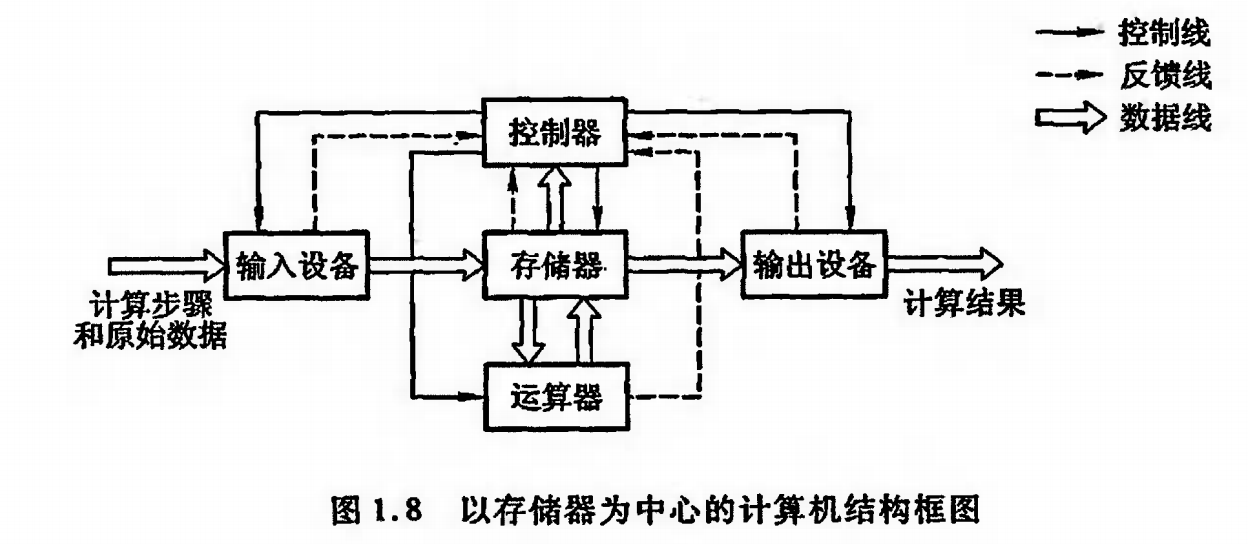 控制线
反馈线
数据线
控制器
输入设备
存储器
输出设备
计算步骤
和原始数据
计算结果
运算器
图 1.8 以存储器为中心的计算机结构框图